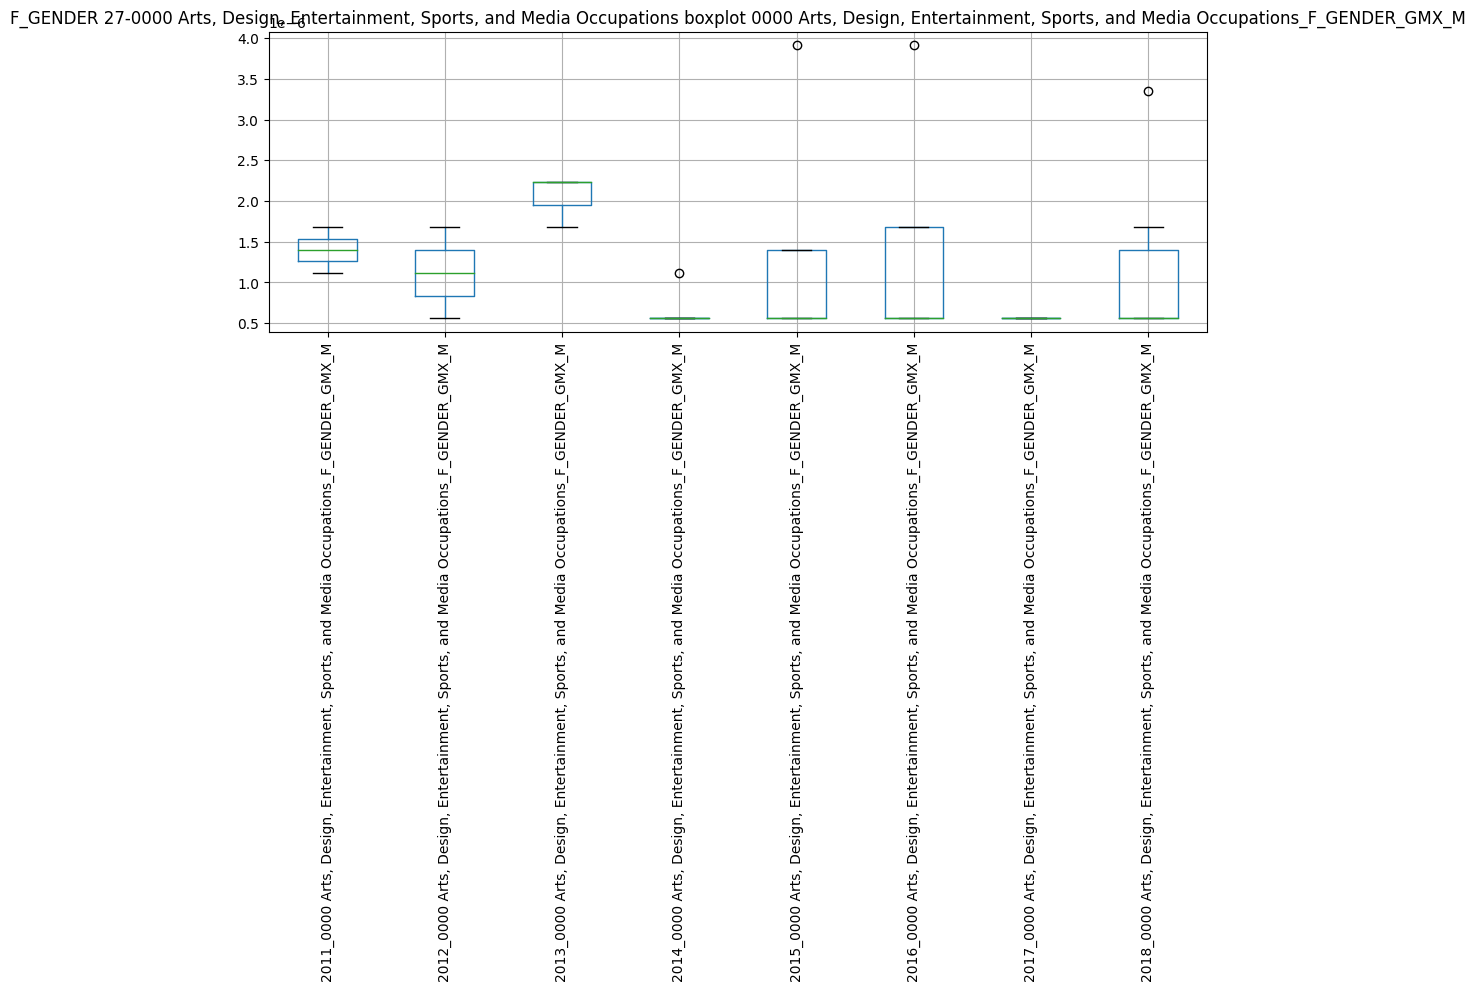 F_GENDER 27-0000 Arts, Design, Entertainment, Sports, and Media Occupations boxplot 0000 Arts, Design, Entertainment, Sports, and Media Occupations_F_GENDER_GMX_M
1e−6
4.0
3.5
3.0
2.5
2.0
1.5
1.0
0.5
2011_0000 Arts, Design, Entertainment, Sports, and Media Occupations_F_GENDER_GMX_M
2012_0000 Arts, Design, Entertainment, Sports, and Media Occupations_F_GENDER_GMX_M
2013_0000 Arts, Design, Entertainment, Sports, and Media Occupations_F_GENDER_GMX_M
2014_0000 Arts, Design, Entertainment, Sports, and Media Occupations_F_GENDER_GMX_M
2015_0000 Arts, Design, Entertainment, Sports, and Media Occupations_F_GENDER_GMX_M
2016_0000 Arts, Design, Entertainment, Sports, and Media Occupations_F_GENDER_GMX_M
2017_0000 Arts, Design, Entertainment, Sports, and Media Occupations_F_GENDER_GMX_M
2018_0000 Arts, Design, Entertainment, Sports, and Media Occupations_F_GENDER_GMX_M